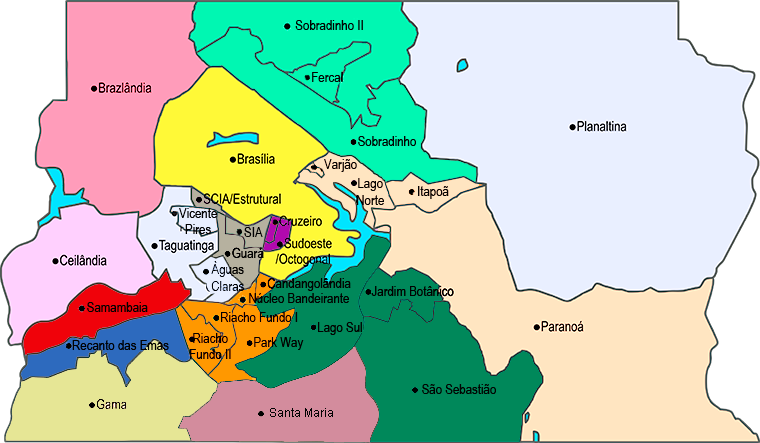 Sobradinho II
Fercal
Brazlândia
Planaltina
Sobradinho
Brasília
Varjão
Lago
Norte
Itapoã
SCIA/Estrutural
Vicente
Pires
Cruzeiro
SIA
Taguatinga
Sudoeste
/Octogonal
Guará
Ceilândia
Águas
Claras
Candangolândia
Núcleo Bandeirante
Jardim Botânico
Samambaia
Riacho Fundo I
Lago Sul
Paranoá
Recanto das Emas
Riacho
Fundo II
Park Way
São Sebastião
Gama
Santa Maria